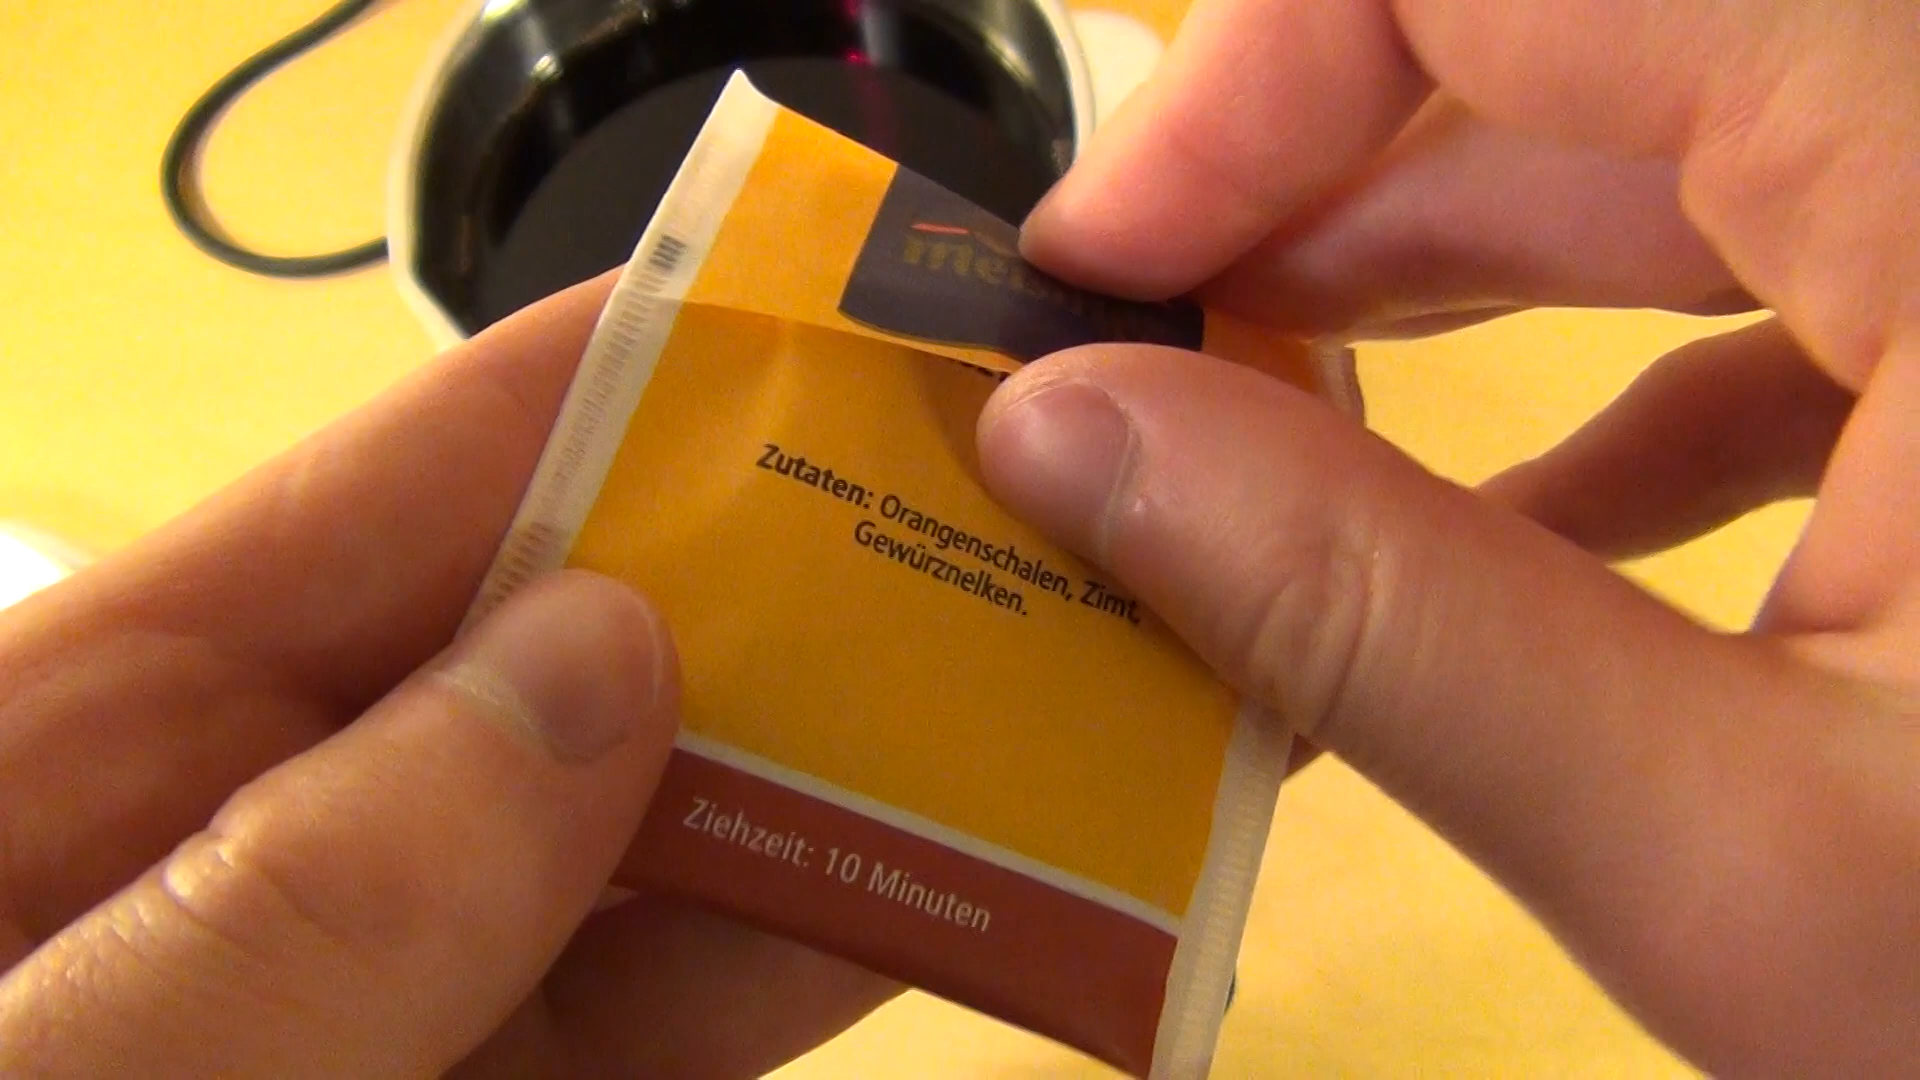 Zutaten: Orangenschalen, Zimt,
Gewürznelken.
Ziehzeit: 10 Minuten